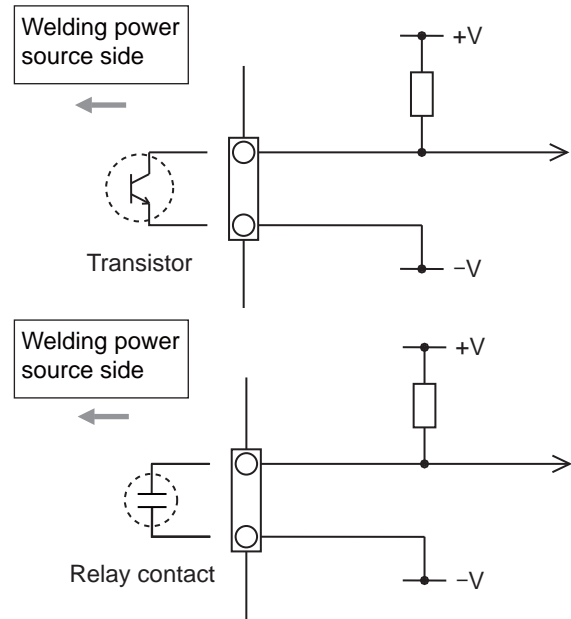 Welding power
source side
+V
Transistor
−V
Welding power
source side
+V
Relay contact
−V